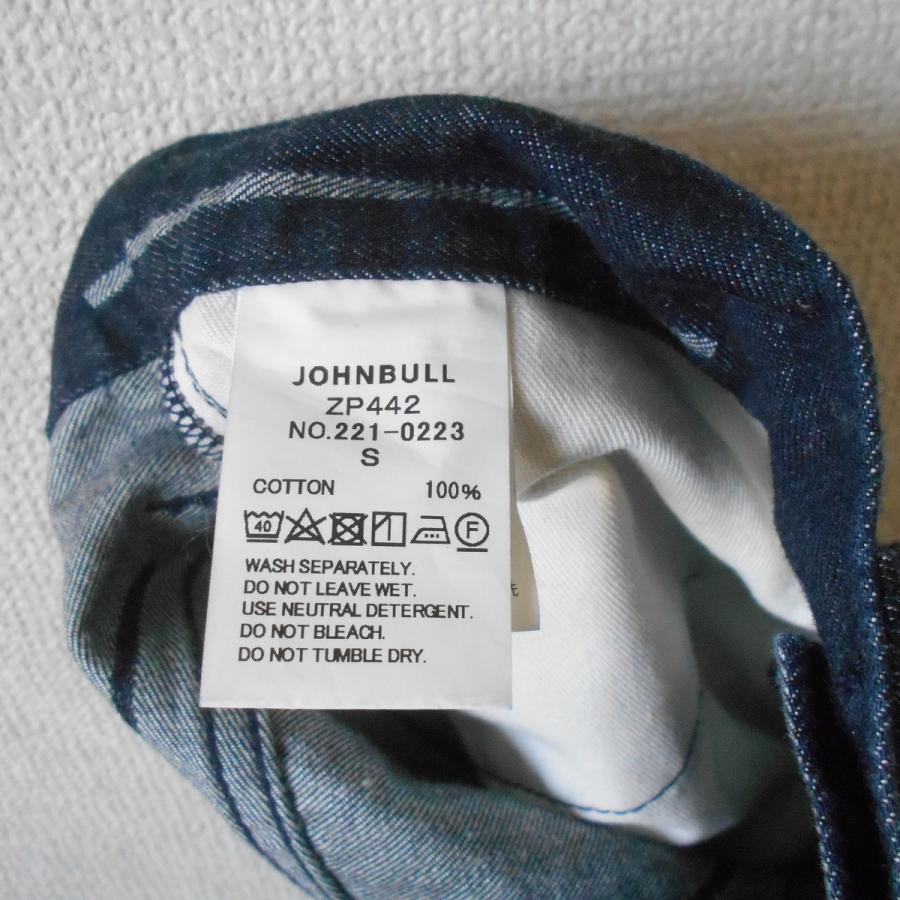 JOHNBULL
ZP442
NO.221-0223
S
COTTON 100%
40 F
WASH SEPARATELY.
DO NOT LEAVE WET.
USE NEUTRAL DETERGENT.
DO NOT BLEACH.
DO NOT TUMBLE DRY.